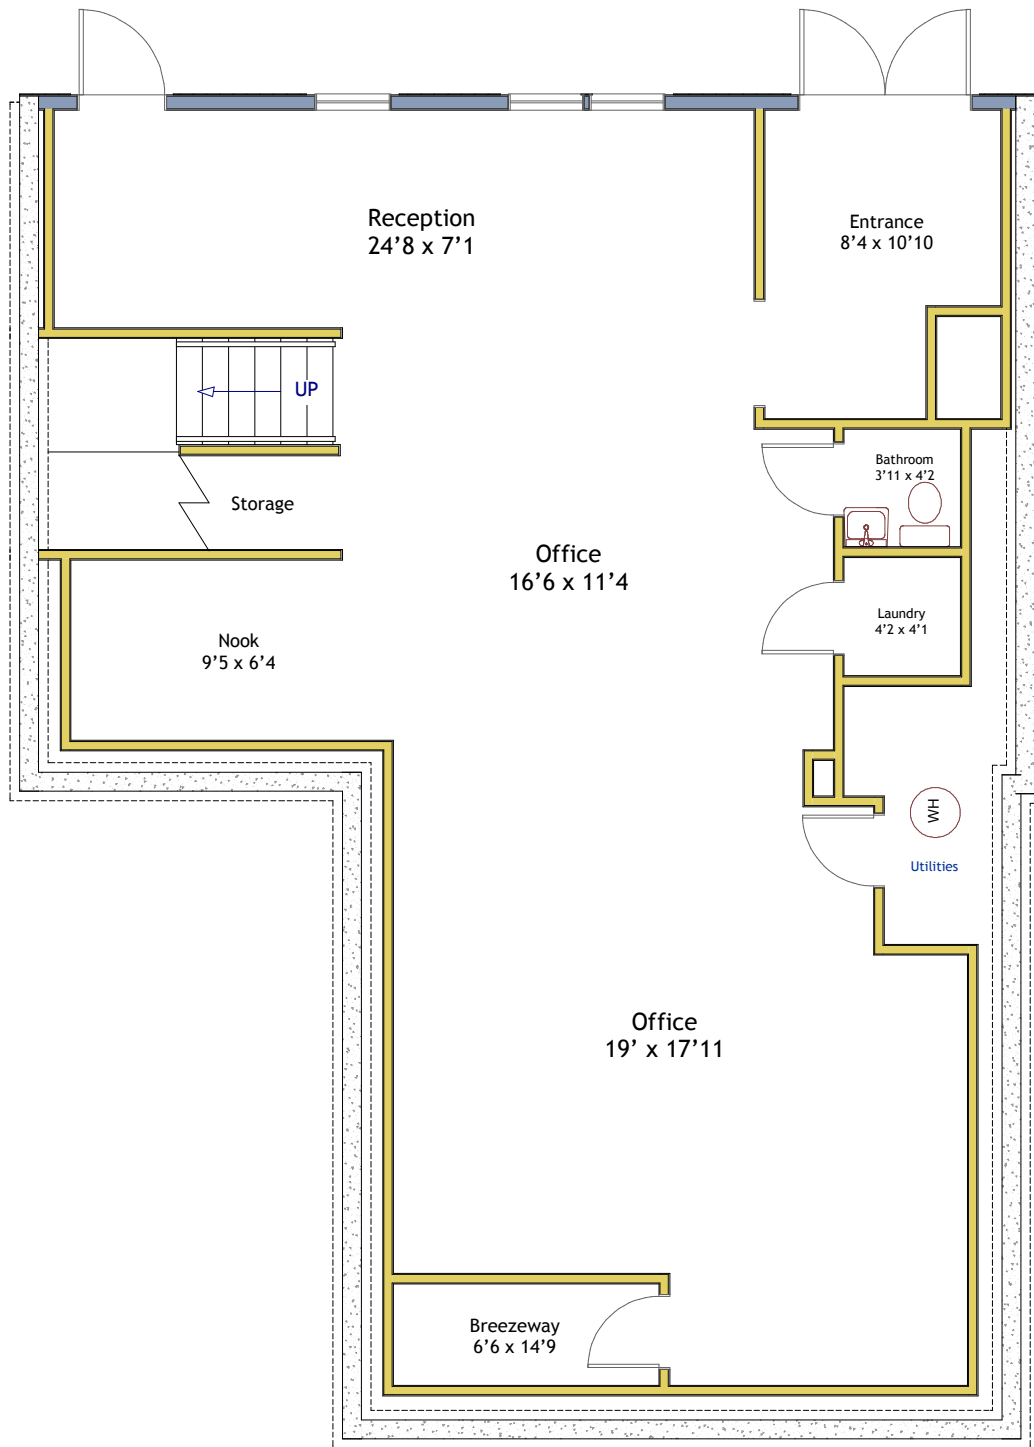 Reception
24’8 x 7’1
Entrance
8’4 x 10’10
UP
Bathroom
3’11 x 4’2
Storage
Office
16’6 x 11’4
Laundry
4’2 x 4’1
Nook
9’5 x 6’4
WH
Utilities
Office
19’ x 17’11
Breezeway
6’6 x 14’9